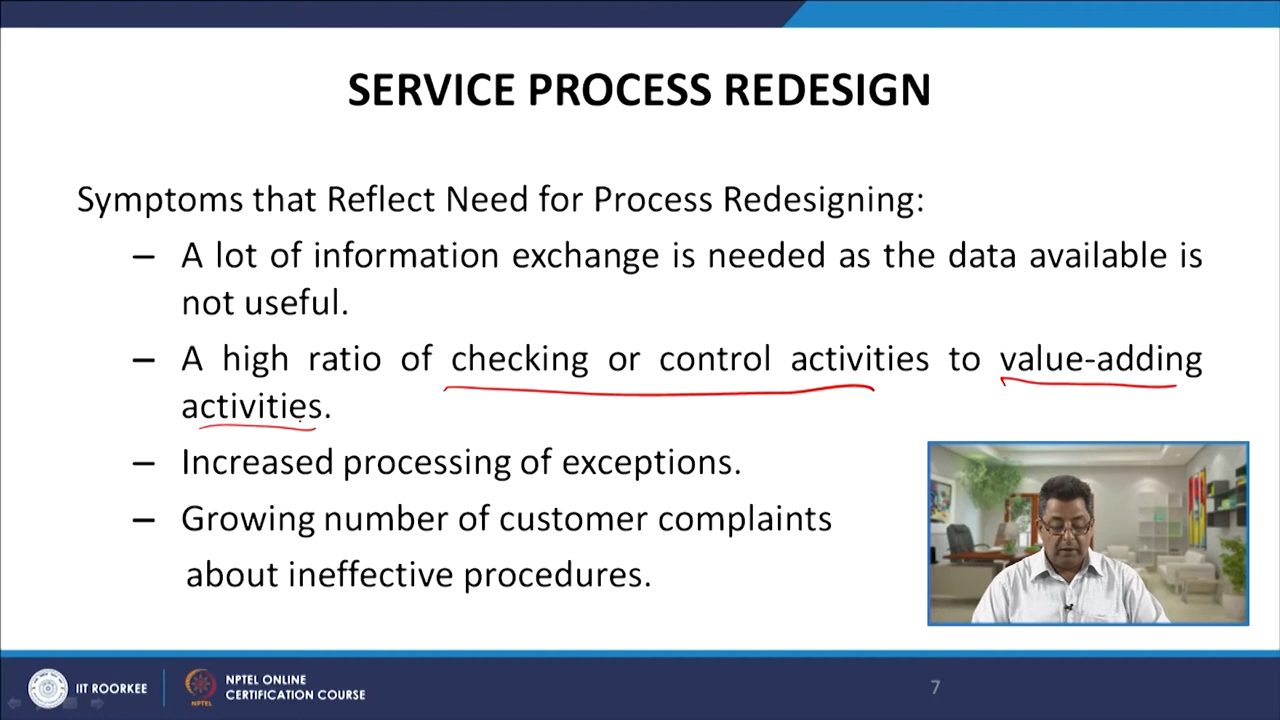 SERVICE PROCESS REDESIGN
Symptoms that Reflect Need for Process Redesigning:
– A lot of information exchange is needed as the data available is
not useful.
– A high ratio of checking or control activities to value-adding
activities.
– Increased processing of exceptions.
– Growing number of customer complaints
about ineffective procedures.
IIT ROORKEE
NPTEL
NPTEL ONLINE
CERTIFICATION COURSE
7